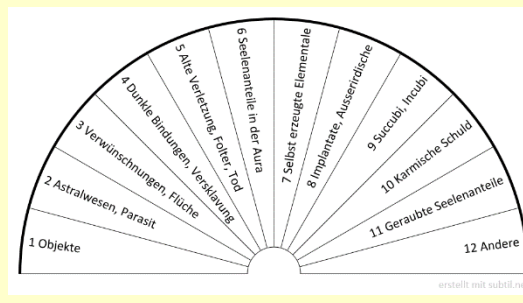 1 Objekte
2 Astralwesen, Parasit
3 Verwünschnungen, Flüche
4 Dunkle Bindungen, Versklavung
5 Alte Verletzung, Folter, Tod
6 Seelenanteile in der Aura
7 Selbst erzeugte Elementale
8 Implantate, Ausserirdische
9 Succubi, Incubi
10 Karmische Schuld
11 Geraubte Seelenanteile
12 Andere
erstellt mit